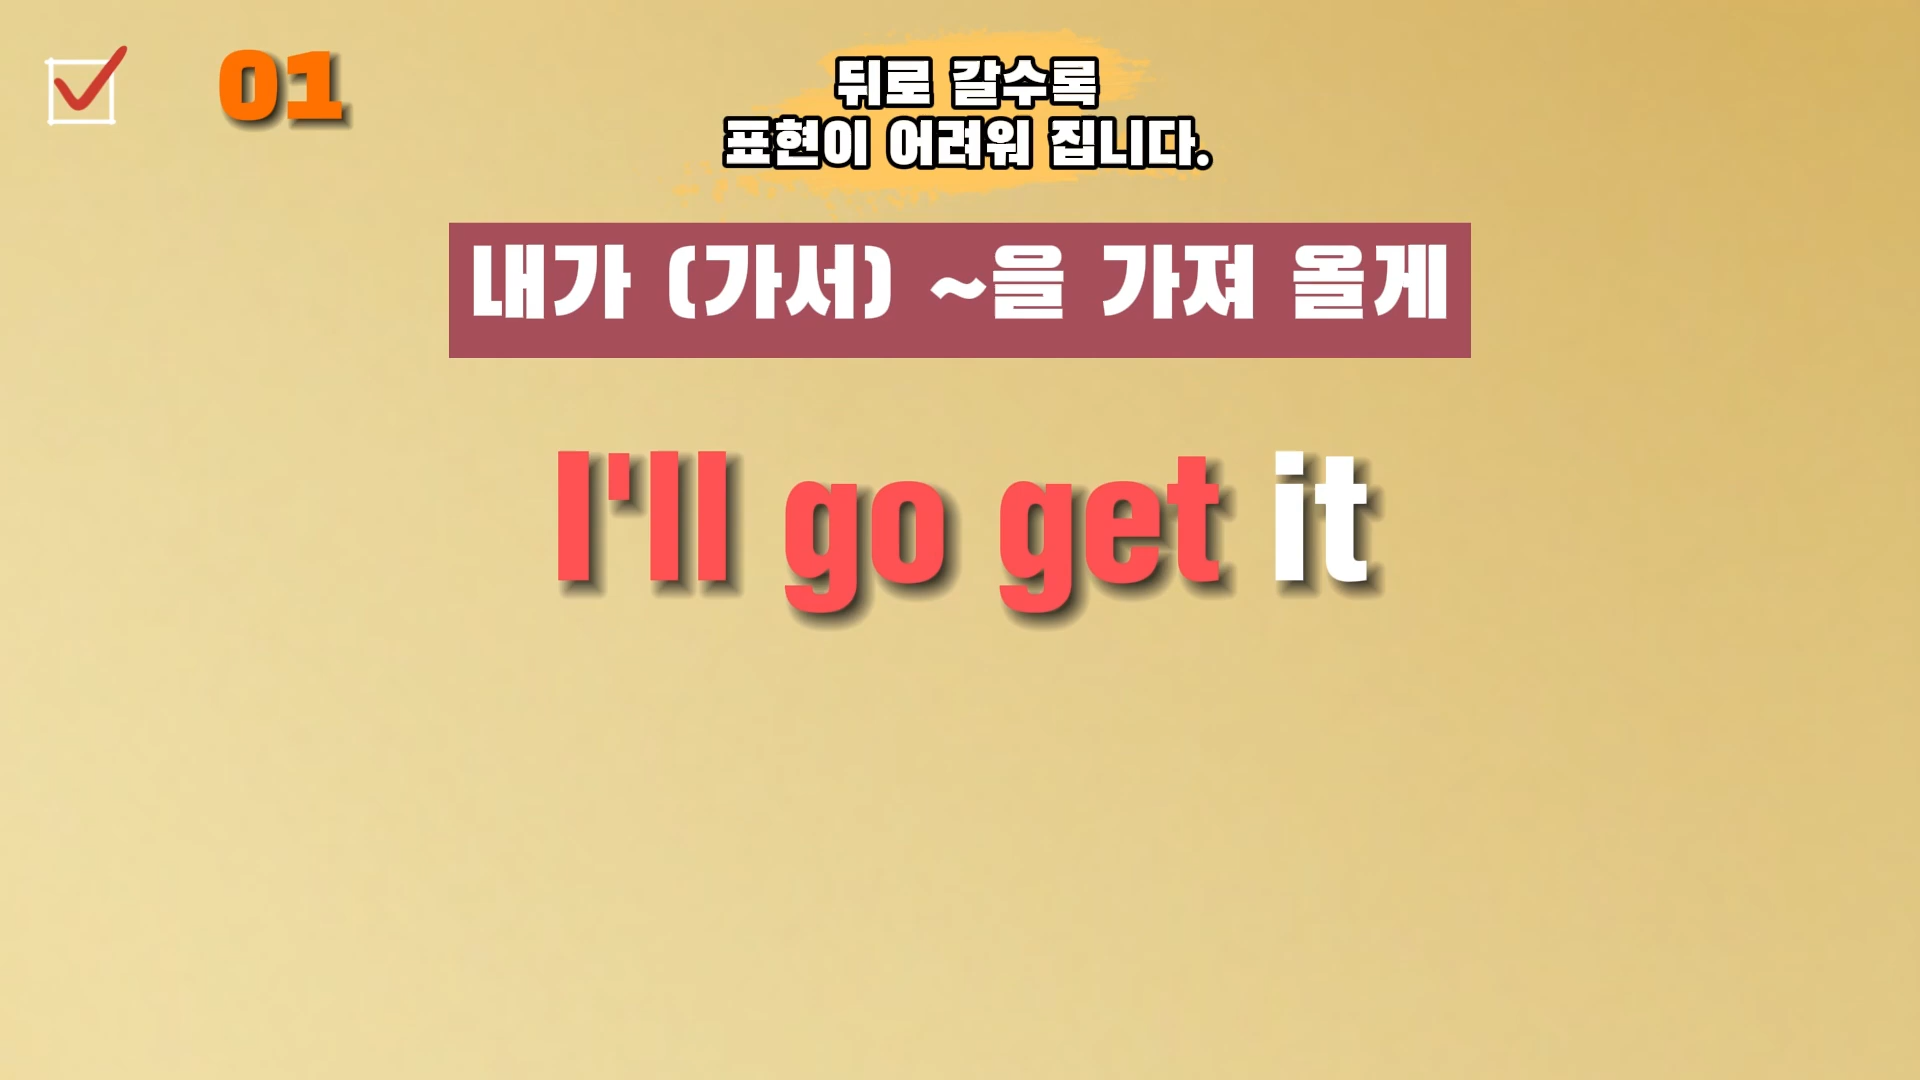 01
뒤로 갈수록
표현이 어려워 집니다.
내가 (가서) ~을 가져 올게
I'll go get it